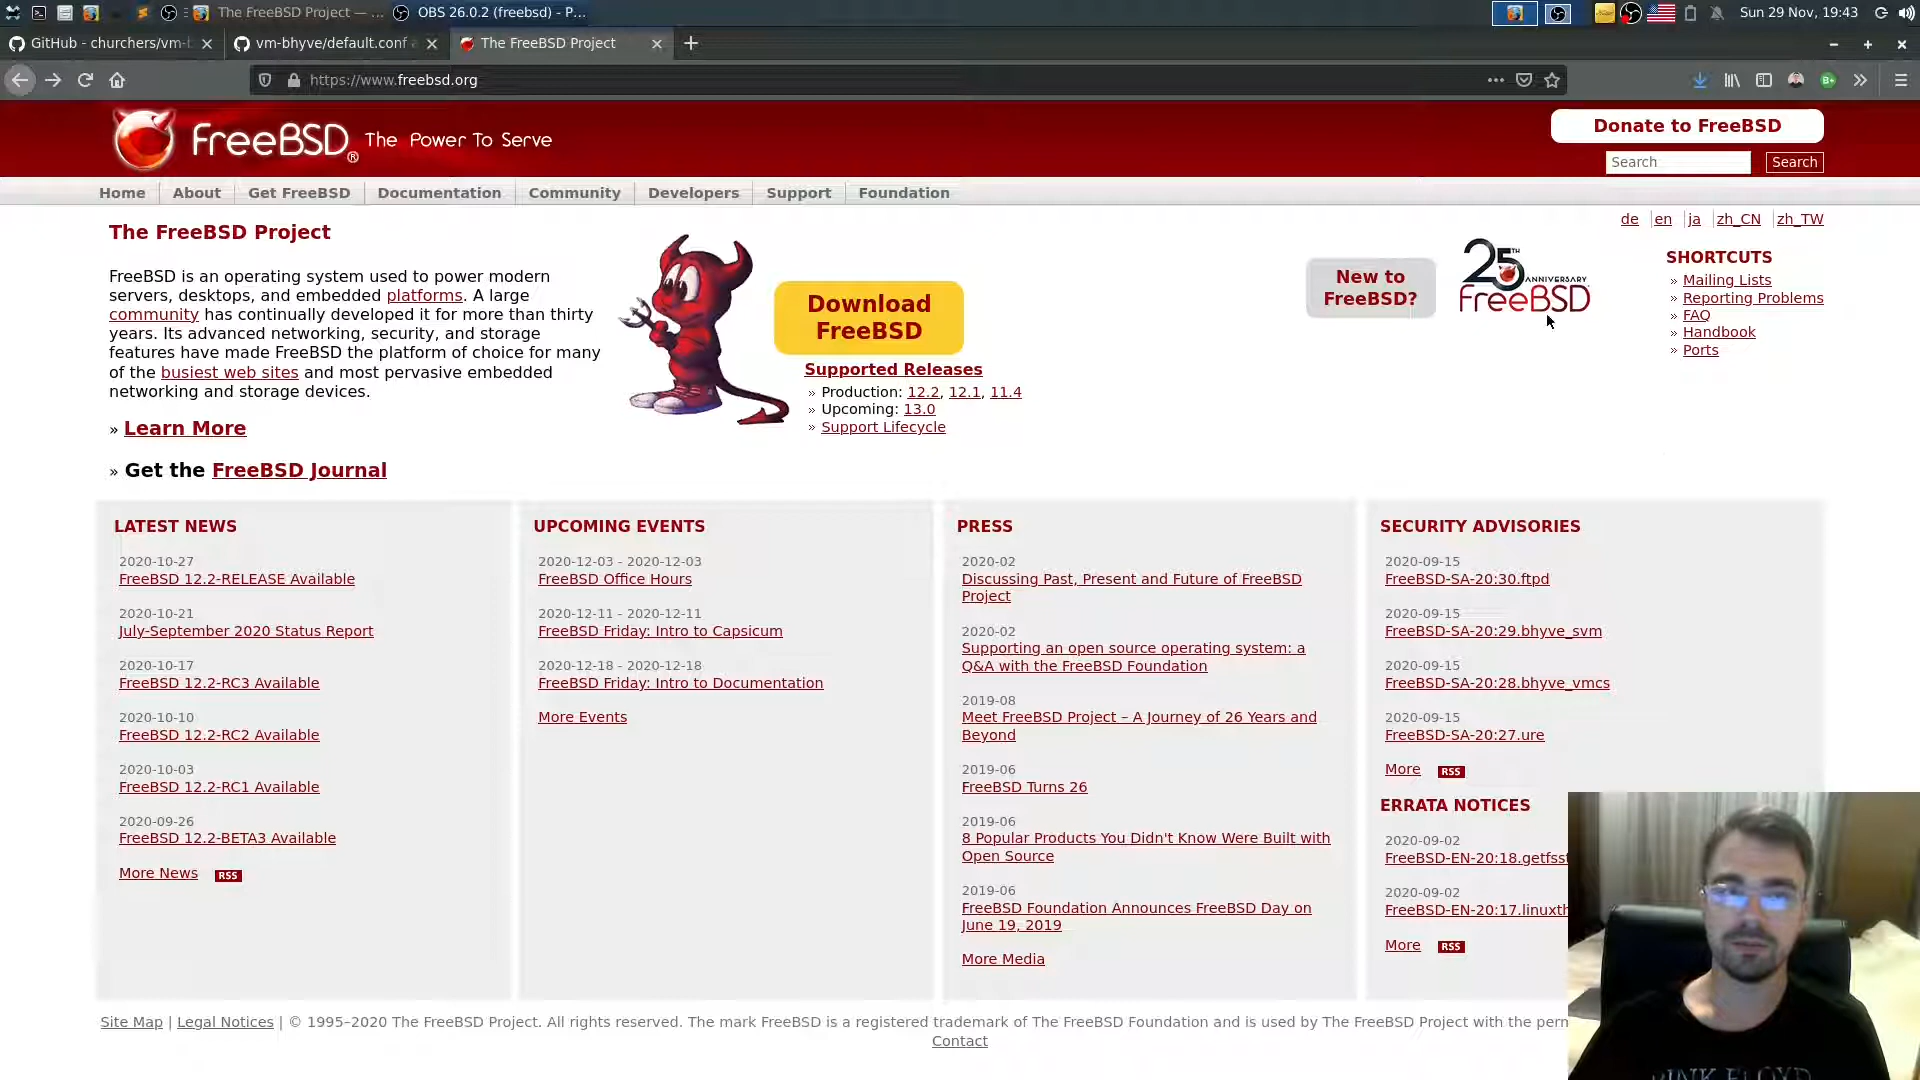 The FreeBSD Project — ...
OBS 26.0.2 (freebsd) - P...
Sun 29 Nov, 19:43
GitHub - churchers/vm-b
vm-bhyve/default.conf
The FreeBSD Project
https://www.freebsd.org
FreeBSD® The Power To Serve
Donate to FreeBSD
Search
Search
Home
About
Get FreeBSD
Documentation
Community
Developers
Support
Foundation
de en ja zh_CN zh_TW
The FreeBSD Project
FreeBSD is an operating system used to power modern
servers, desktops, and embedded platforms. A large
community has continually developed it for more than thirty
years. Its advanced networking, security, and storage
features have made FreeBSD the platform of choice for many
of the busiest web sites and most pervasive embedded
networking and storage devices.
» Learn More
» Get the FreeBSD Journal
Download
FreeBSD
Supported Releases
» Production: 12.2, 12.1, 11.4
» Upcoming: 13.0
» Support Lifecycle
New to
FreeBSD?
25TH
ANNIVERSARY
FreeBSD
SHORTCUTS
» Mailing Lists
» Reporting Problems
» FAQ
» Handbook
» Ports
LATEST NEWS
2020-10-27
FreeBSD 12.2-RELEASE Available
2020-10-21
July-September 2020 Status Report
2020-10-17
FreeBSD 12.2-RC3 Available
2020-10-10
FreeBSD 12.2-RC2 Available
2020-10-03
FreeBSD 12.2-RC1 Available
2020-09-26
FreeBSD 12.2-BETA3 Available
More News RSS
UPCOMING EVENTS
2020-12-03 - 2020-12-03
FreeBSD Office Hours
2020-12-11 - 2020-12-11
FreeBSD Friday: Intro to Capsicum
2020-12-18 - 2020-12-18
FreeBSD Friday: Intro to Documentation
More Events
PRESS
2020-02
Discussing Past, Present and Future of FreeBSD
Project
2020-02
Supporting an open source operating system: a
Q&A with the FreeBSD Foundation
2019-08
Meet FreeBSD Project – A Journey of 26 Years and
Beyond
2019-06
FreeBSD Turns 26
2019-06
8 Popular Products You Didn't Know Were Built with
Open Source
2019-06
FreeBSD Foundation Announces FreeBSD Day on
June 19, 2019
More Media
SECURITY ADVISORIES
2020-09-15
FreeBSD-SA-20:30.ftpd
2020-09-15
FreeBSD-SA-20:29.bhyve_svm
2020-09-15
FreeBSD-SA-20:28.bhyve_vmcs
2020-09-15
FreeBSD-SA-20:27.ure
More RSS
ERRATA NOTICES
2020-09-02
FreeBSD-EN-20:18.getfsst
2020-09-02
FreeBSD-EN-20:17.linuxth
More RSS
Site Map | Legal Notices | © 1995–2020 The FreeBSD Project. All rights reserved. The mark FreeBSD is a registered trademark of The FreeBSD Foundation and is used by The FreeBSD Project with the perm
Contact
PINK FLOYD